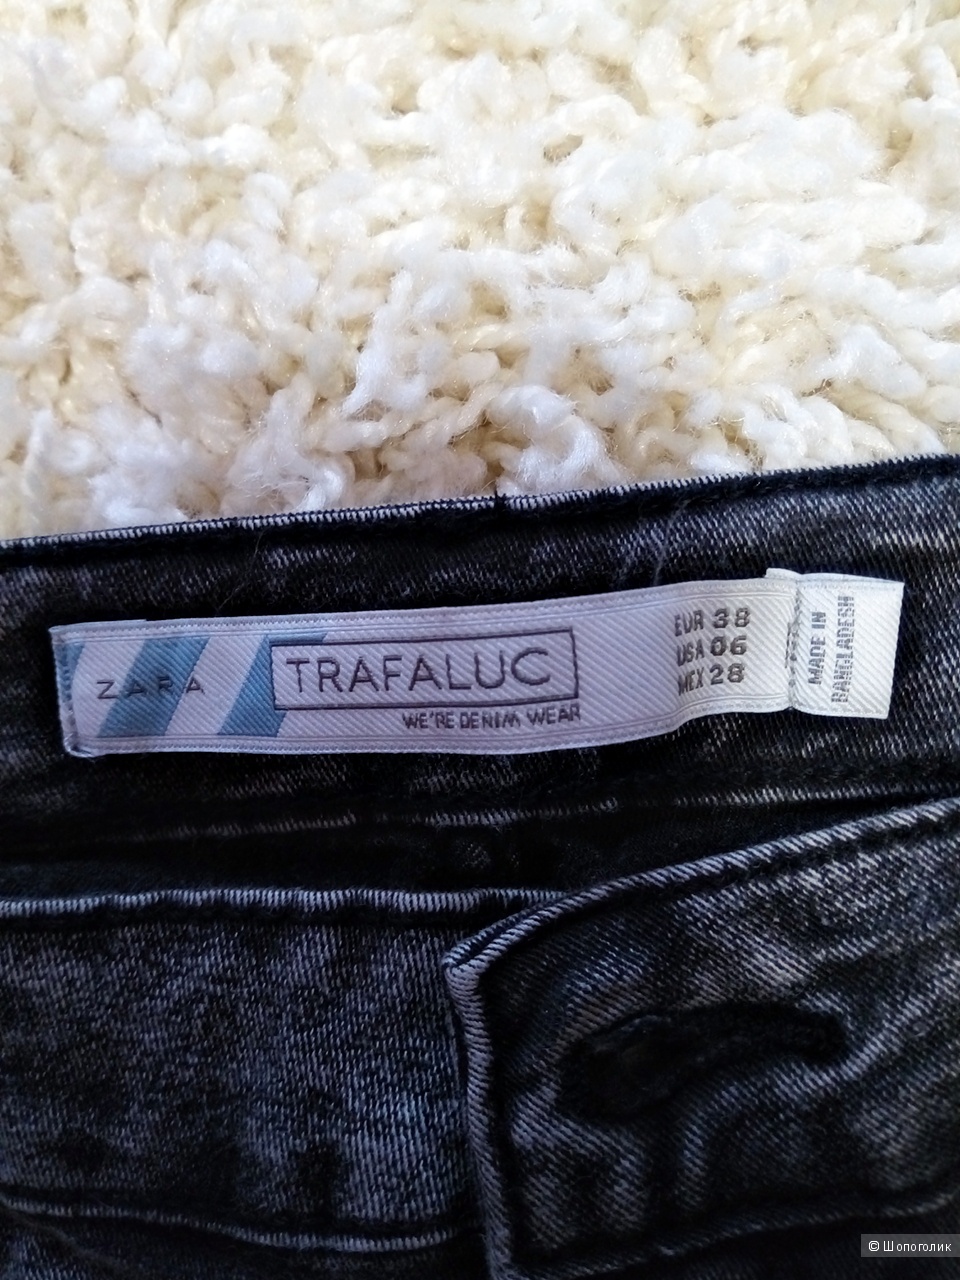 ZARA
TRAFALUC
WE'RE DENIM WEAR
EUR 38
USA 06
MEX 28
MADE IN
BANGLADESH
© Шопоголик